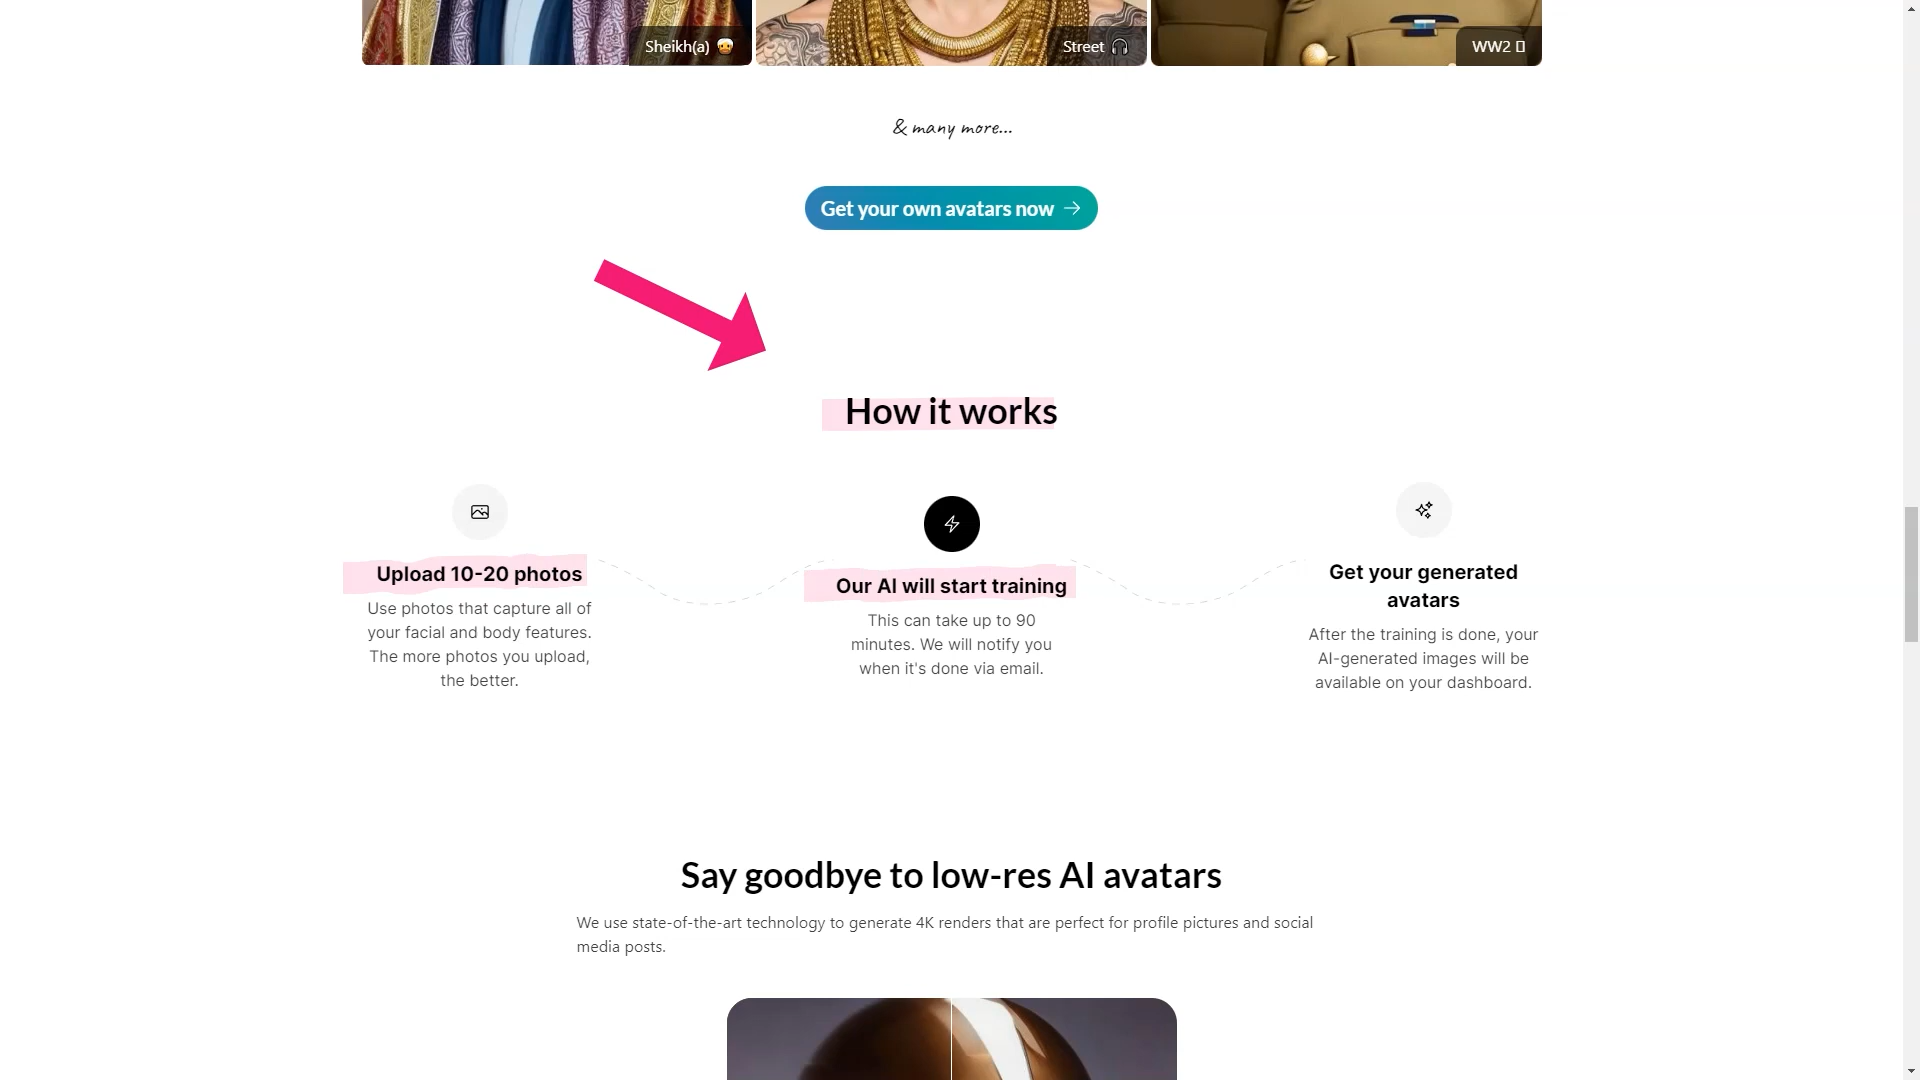 Sheikh(a)
Street
WW2
& many more...
Get your own avatars now →
How it works
Upload 10-20 photos
Use photos that capture all of
your facial and body features.
The more photos you upload,
the better.
Our AI will start training
This can take up to 90
minutes. We will notify you
when it's done via email.
Get your generated
avatars
After the training is done, your
AI-generated images will be
available on your dashboard.
Say goodbye to low-res AI avatars
We use state-of-the-art technology to generate 4K renders that are perfect for profile pictures and social
media posts.